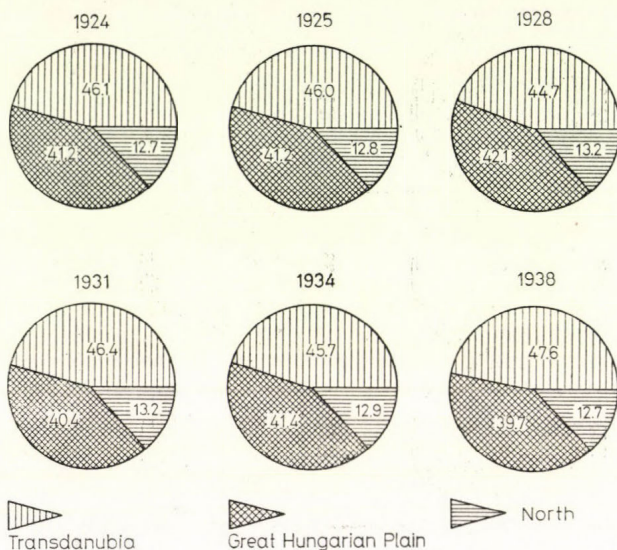 1924 1925 1928
46.1 46.0 44.7
41.2 12.7 41.2 12.8 42.1 13.2
1931 1934 1938
46.4 45.7 47.6
40.4 13.2 41.4 12.9 39.7 12.7
North
Transdanubia Great Hungarian Plain